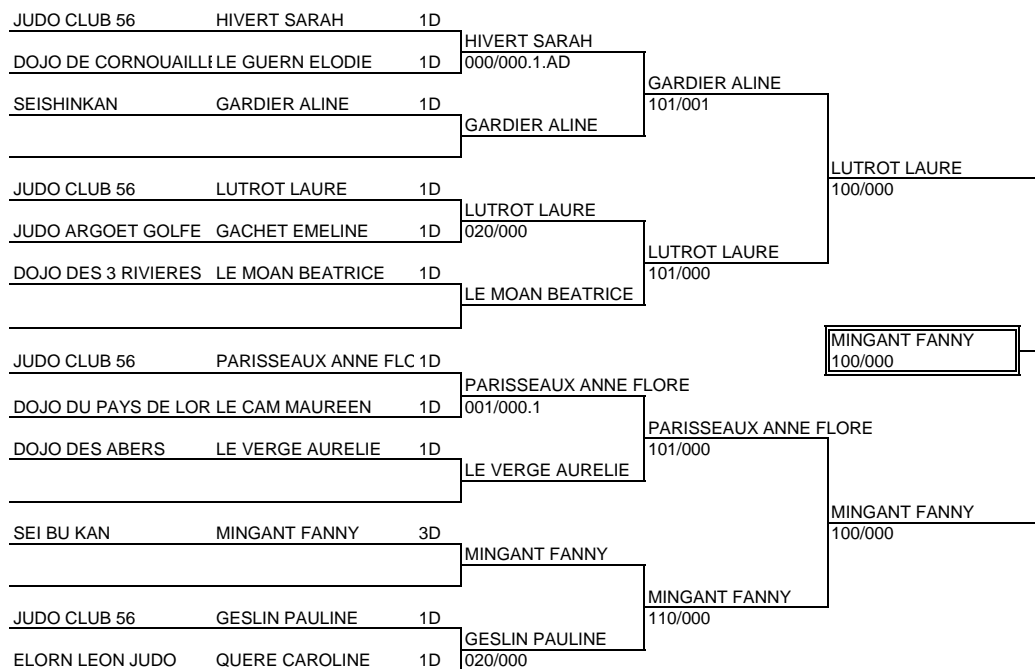 JUDO CLUB 56 HIVERT SARAH 1D
HIVERT SARAH
DOJO DE CORNOUAILLE LE GUERN ELODIE 1D 000/000.1.AD
GARDIER ALINE
SEISHINKAN GARDIER ALINE 1D 101/001
GARDIER ALINE
LUTROT LAURE
JUDO CLUB 56 LUTROT LAURE 1D 100/000
LUTROT LAURE
JUDO ARGOET GOLFE GACHET EMELINE 1D 020/000
LUTROT LAURE
DOJO DES 3 RIVIERES LE MOAN BEATRICE 1D 101/000
LE MOAN BEATRICE
MINGANT FANNY
JUDO CLUB 56 PARISSEAUX ANNE FLO 1D 100/000
PARISSEAUX ANNE FLORE
DOJO DU PAYS DE LOR LE CAM MAUREEN 1D 001/000.1
PARISSEAUX ANNE FLORE
DOJO DES ABERS LE VERGE AURELIE 1D 101/000
LE VERGE AURELIE
MINGANT FANNY
SEI BU KAN MINGANT FANNY 3D 100/000
MINGANT FANNY
MINGANT FANNY
JUDO CLUB 56 GESLIN PAULINE 1D 110/000
GESLIN PAULINE
ELORN LEON JUDO QUERE CAROLINE 1D 020/000